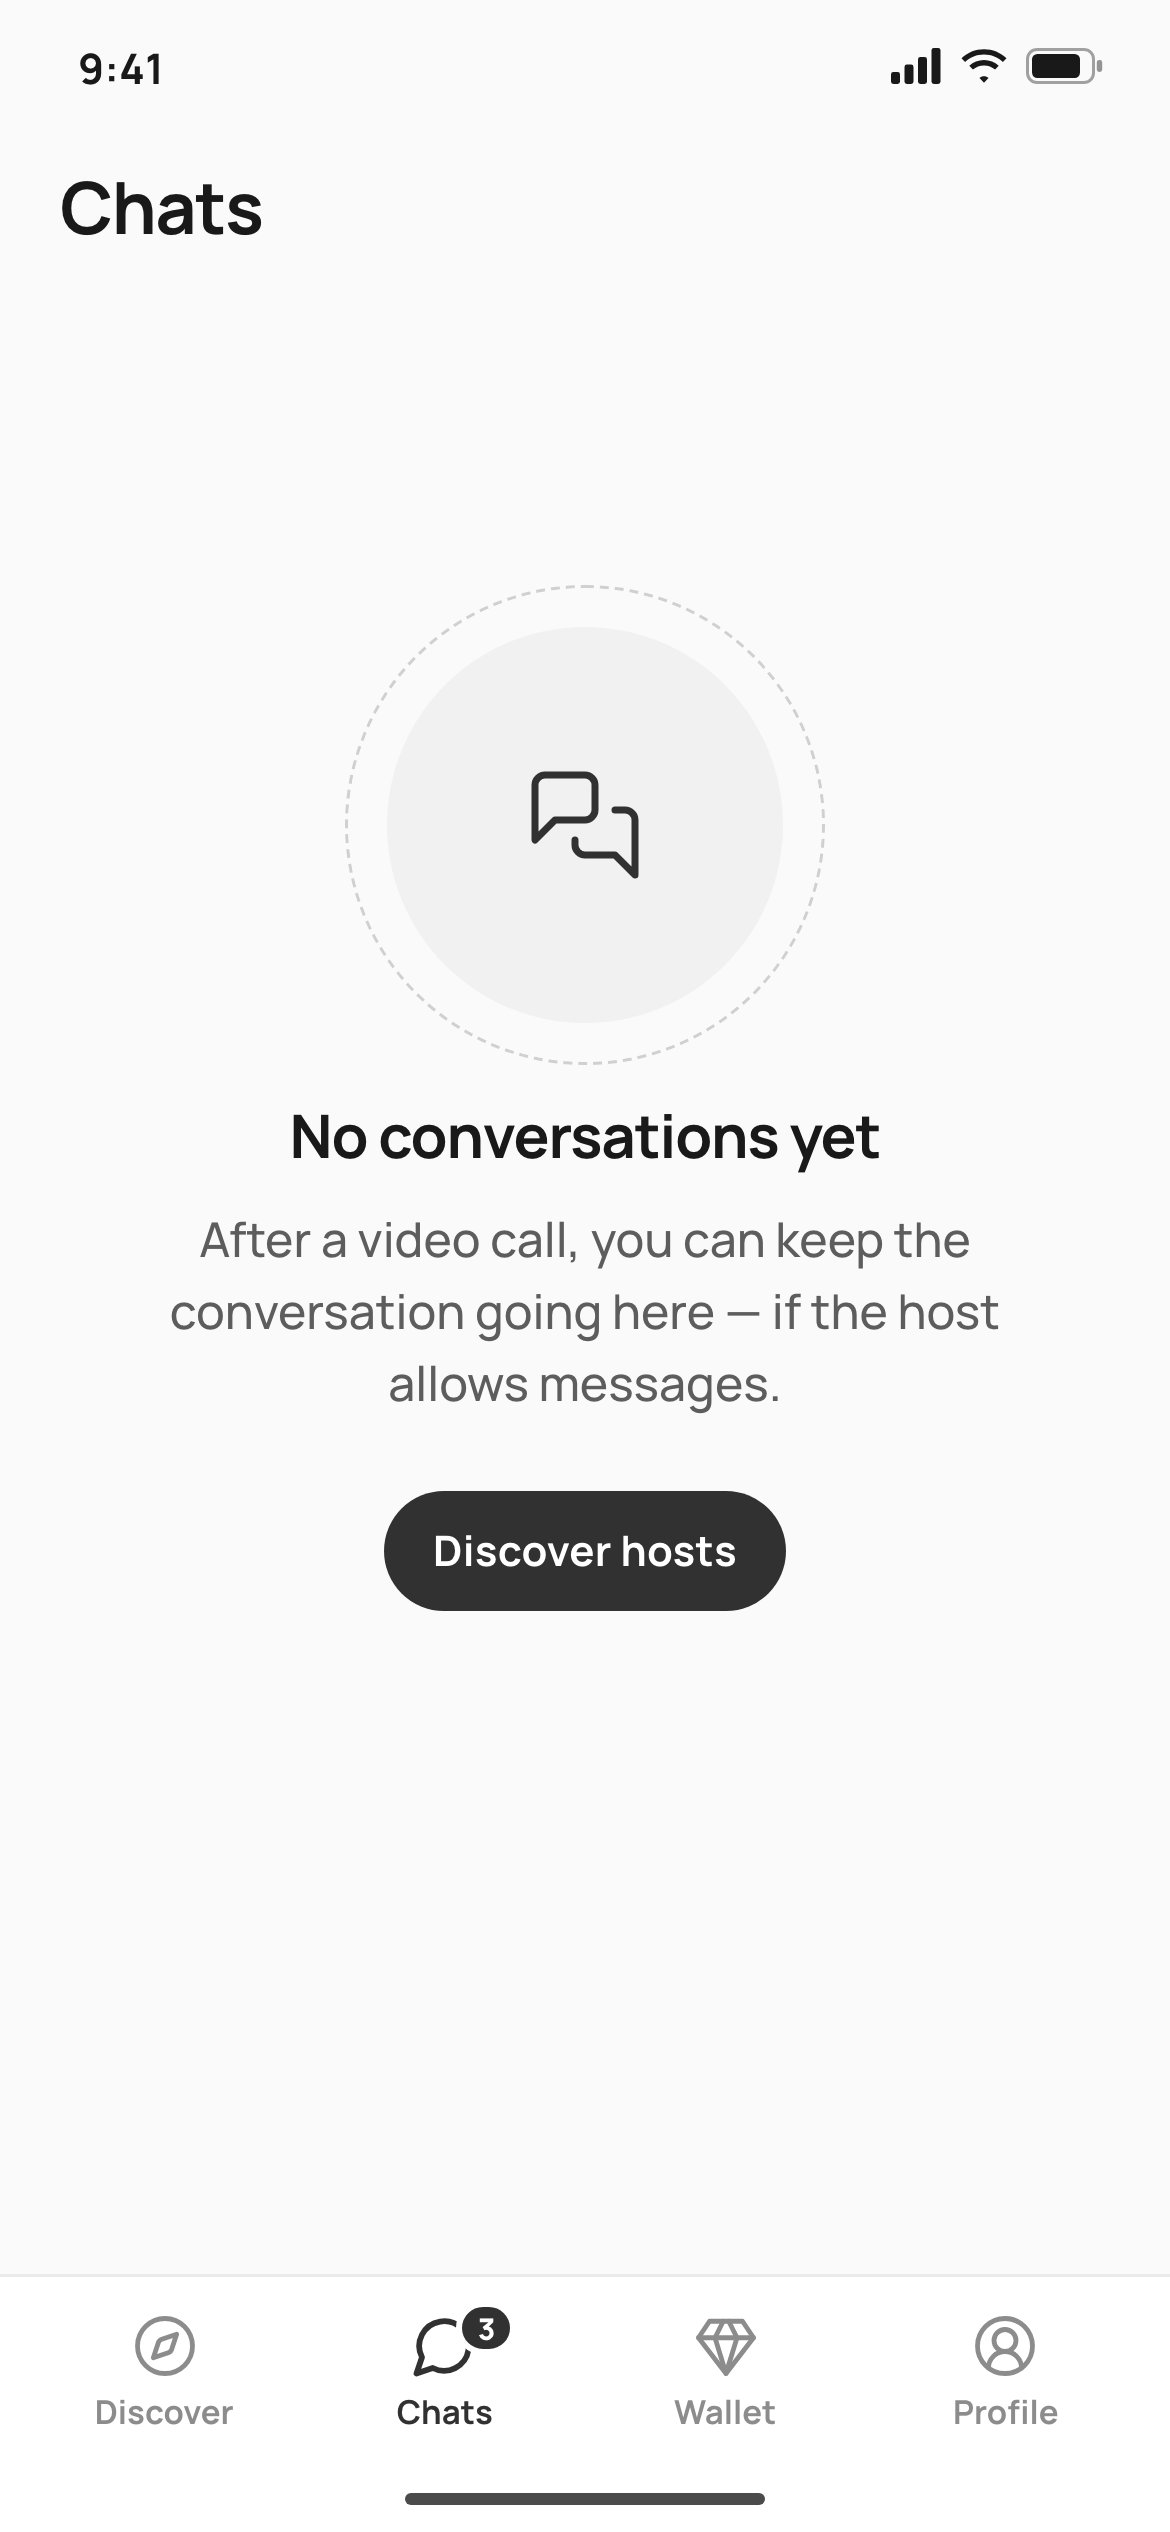 9:41
Chats
No conversations yet
After a video call, you can keep the
conversation going here — if the host
allows messages.
Discover hosts
3
Discover
Chats
Wallet
Profile